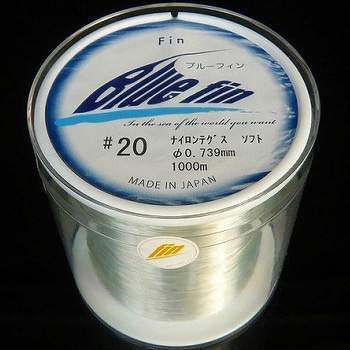 Fin
ブルーフィン
Blue fin
In the sea of the world you want
#20 ナイロンテグス ソフト
φ0.739mm
1000m
MADE IN JAPAN
fin